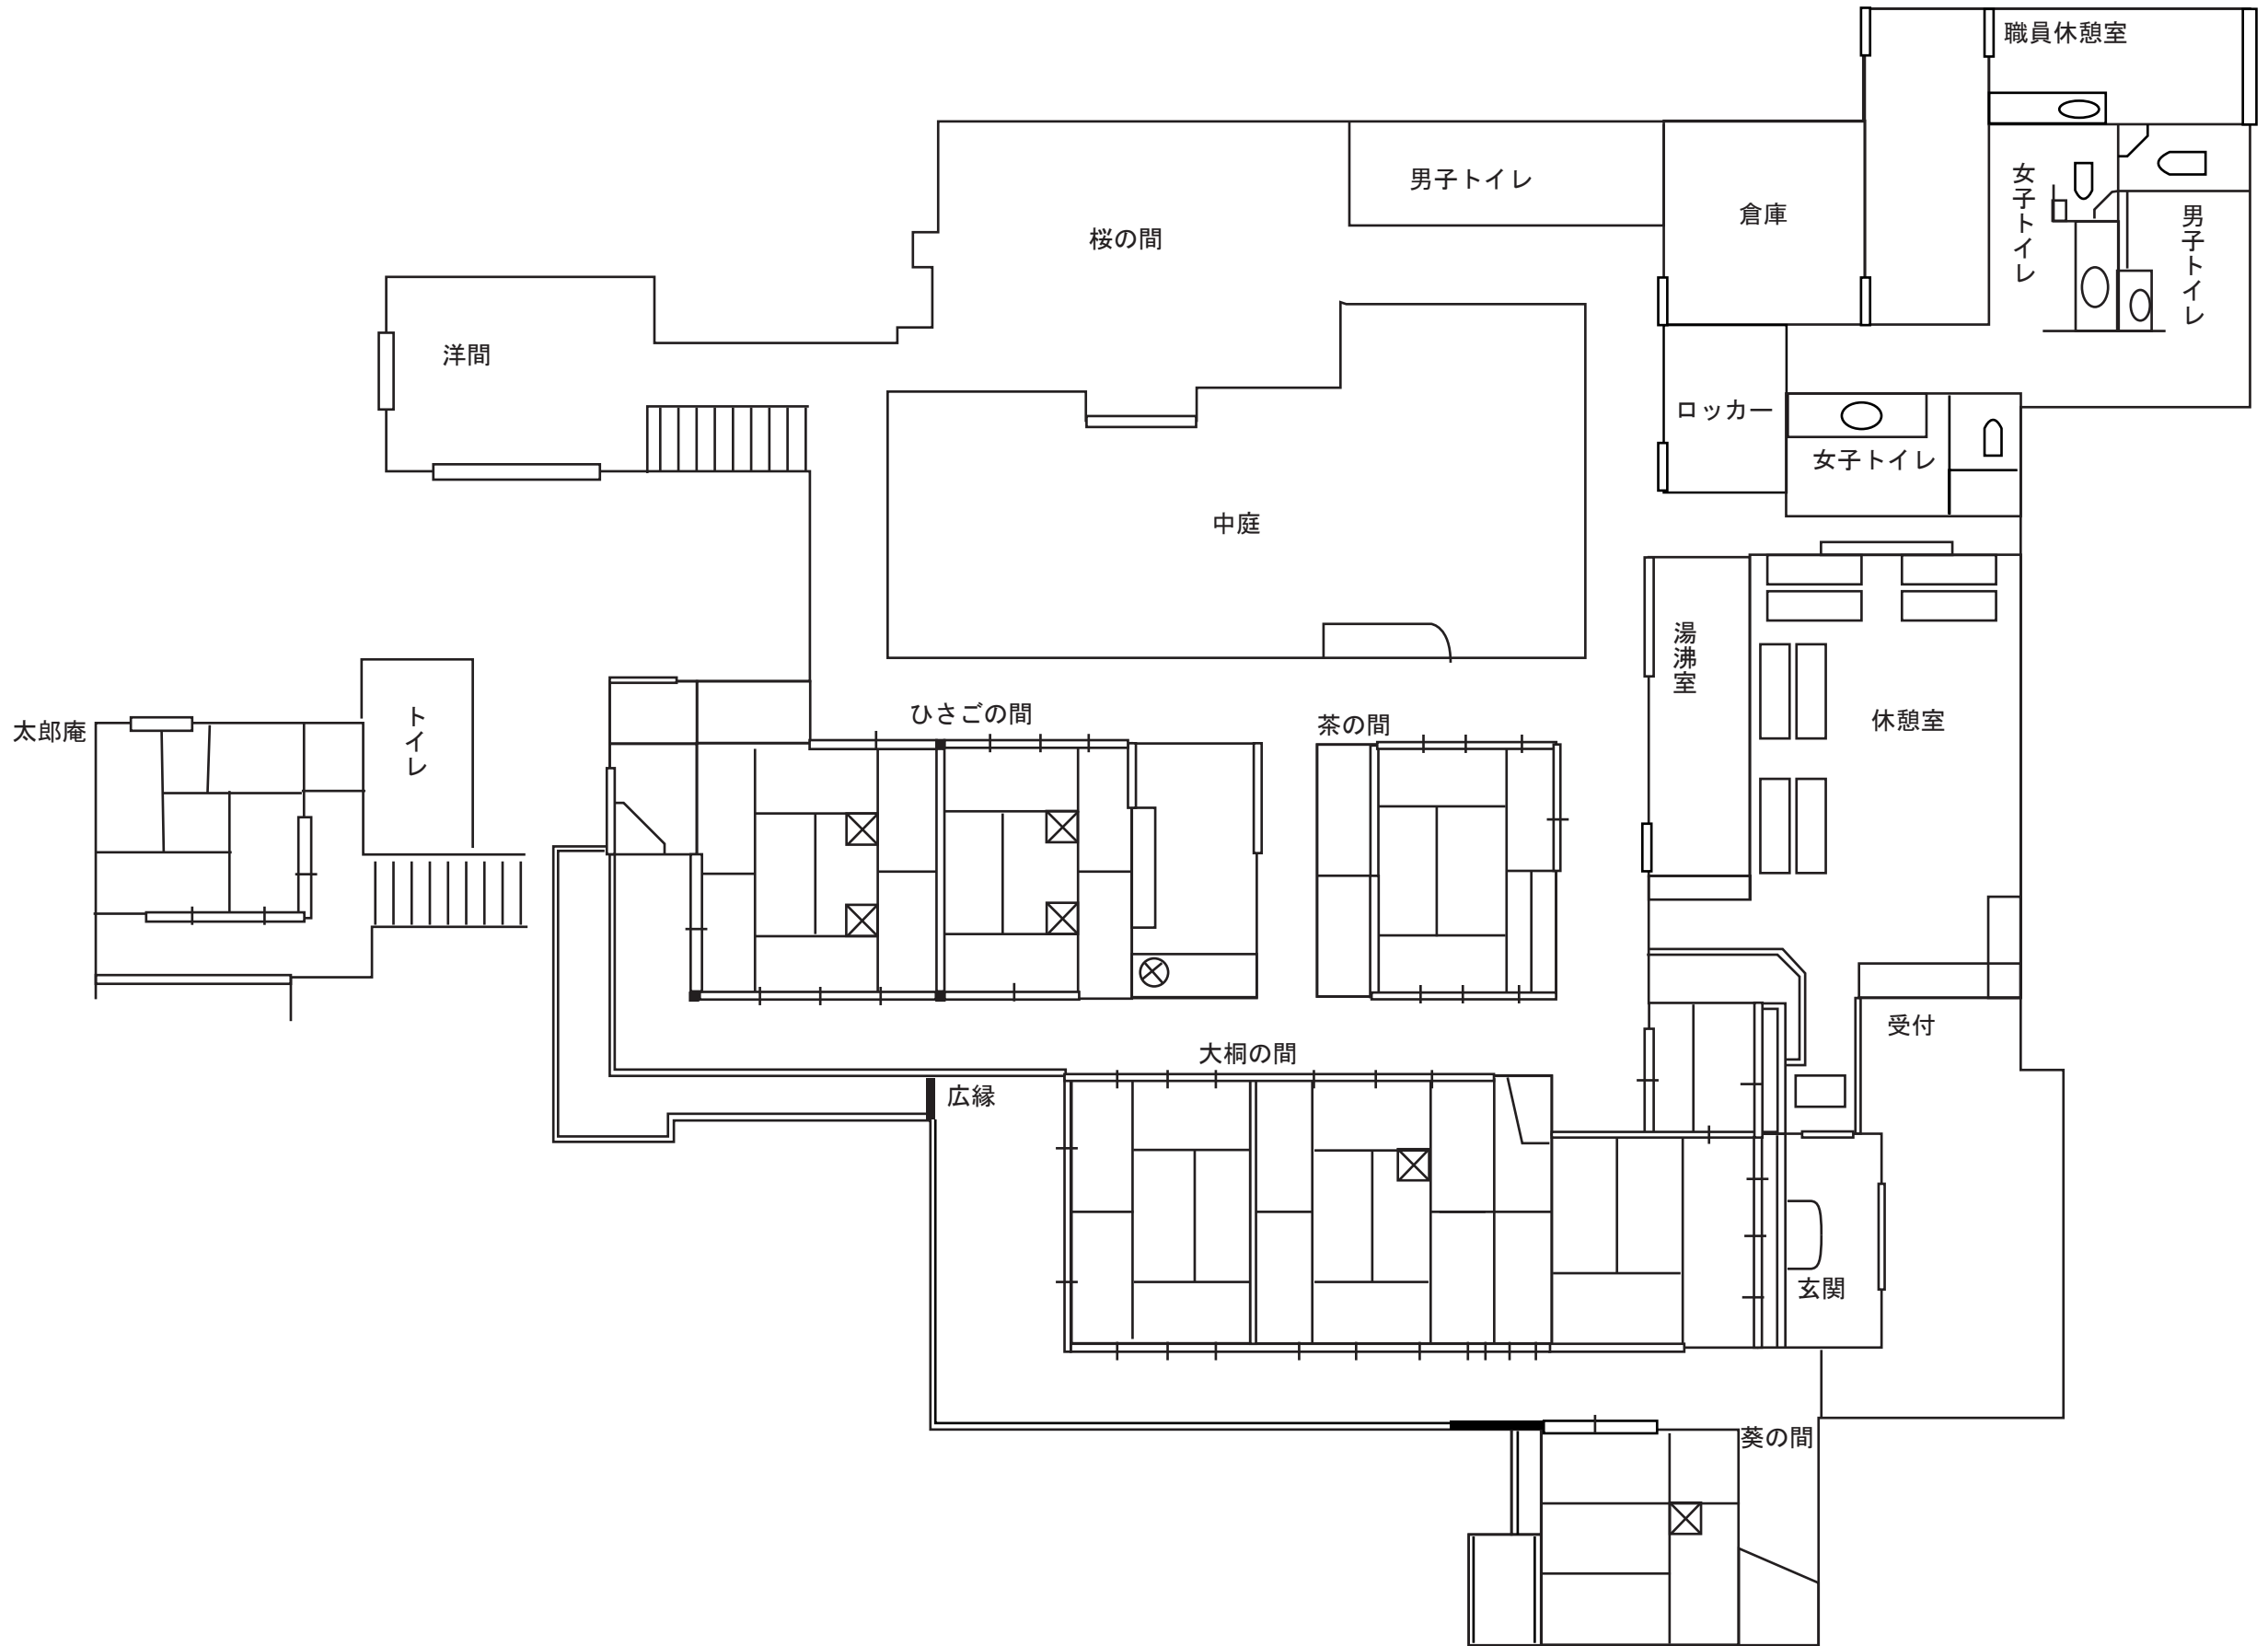 職員休憩室
男子トイレ
女子トイレ
倉庫
男子トイレ
桜の間
洋間
ロッカー
女子トイレ
中庭
湯沸室
休憩室
太郎庵
トイレ
ひさごの間
茶の間
受付
大桐の間
広縁
玄関
葵の間